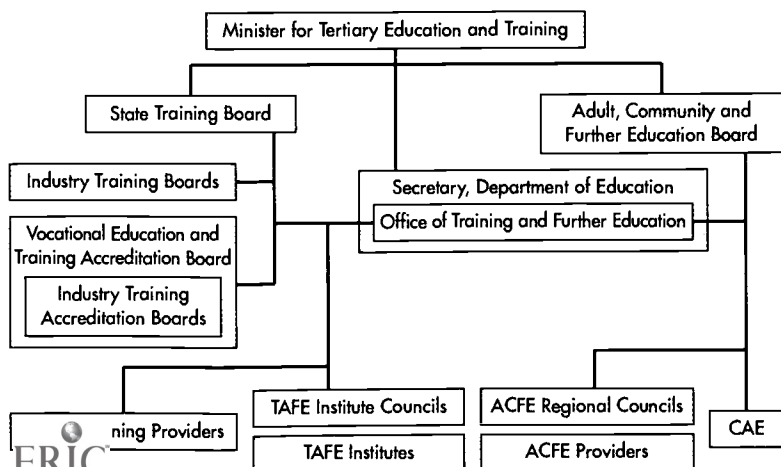 Minister for Tertiary Education and Training
State Training Board
Adult, Community and
Further Education Board
Industry Training Boards
Secretary, Department of Education
Office of Training and Further Education
Vocational Education and
Training Accreditation Board
Industry Training
Accreditation Boards
TAFE Institute Councils
ACFE Regional Councils
Providers
CAE
ERIC
TAFE Institutes
ACFE Providers